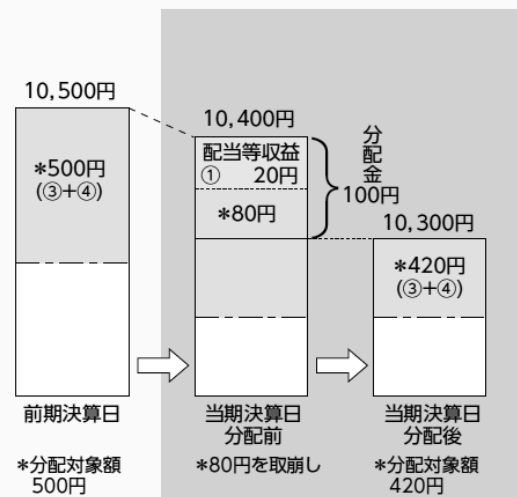 10,500円
*500円
(③+④)
前期決算日
*分配対象額
500円
10,400円
配当等収益
① 20円
*80円
分配金
100円
当期決算日
分配前
*80円を取崩し
10,300円
*420円
(③+④)
当期決算日
分配後
*分配対象額
420円